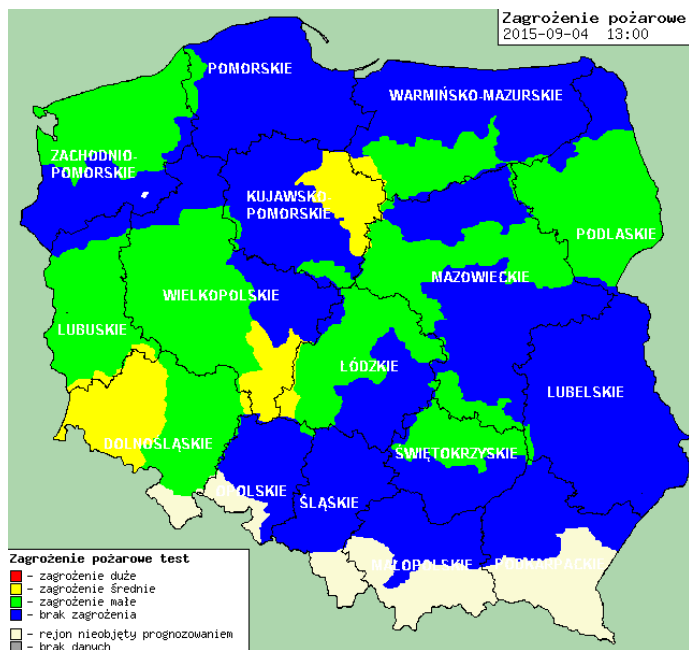 Zagrożenie pożarowe
2015-09-04 13:00
POMORSKIE
WARMIŃSKO-MAZURSKIE
ZACHODNIO-
POMORSKIE
KUJAWSKO-
POMORSKIE
PODLASKIE
MAZOWIECKIE
WIELKOPOLSKIE
LUBUSKIE
ŁÓDZKIE
LUBELSKIE
DOLNOŚLĄSKIE
ŚWIĘTOKRZYSKIE
OPOLSKIE
ŚLĄSKIE
MAŁOPOLSKIE
PODKARPACKIE
Zagrożenie pożarowe test
- zagrożenie duże
- zagrożenie średnie
- zagrożenie małe
- brak zagrożenia
- rejon nieobjęty prognozowaniem
- brak danych